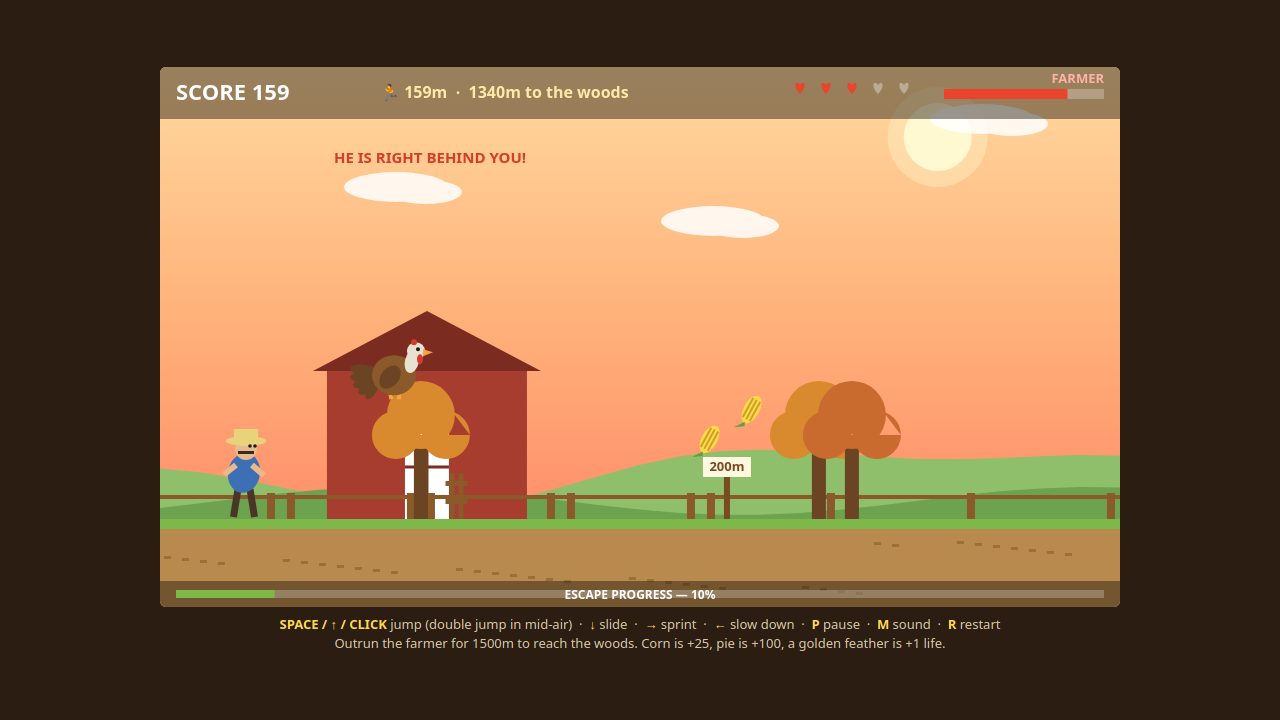 SCORE 159
🏃 159m · 1340m to the woods
FARMER
HE IS RIGHT BEHIND YOU!
200m
ESCAPE PROGRESS — 10%
SPACE / ↑ / CLICK jump (double jump in mid-air) · ↓ slide · → sprint · ← slow down · P pause · M sound · R restart
Outrun the farmer for 1500m to reach the woods. Corn is +25, pie is +100, a golden feather is +1 life.